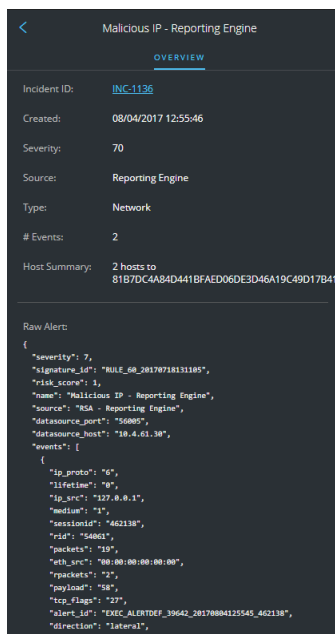 Malicious IP - Reporting Engine
OVERVIEW
Incident ID: INC-1136
Created: 08/04/2017 12:55:46
Severity: 70
Source: Reporting Engine
Type: Network
# Events: 2
Host Summary: 2 hosts to
81B7DC4A84D441BFAED06DE3D46A19C49D17B41
Raw Alert:
{
"severity": 7,
"signature_id": "RULE_60_20170718131105",
"risk_score": 1,
"name": "Malicious IP - Reporting Engine",
"source": "RSA - Reporting Engine",
"datasource_port": "56005",
"datasource_host": "10.4.61.30",
"events": [
{
"ip_proto": "6",
"lifetime": "0",
"ip_src": "127.0.0.1",
"medium": "1",
"sessionid": "462138",
"rid": "54061",
"packets": "19",
"eth_src": "00:00:00:00:00:00",
"rpackets": "2",
"payload": "58",
"tcp_flags": "27",
"alert_id": "EXEC_ALERTDEF_39642_20170804125545_462138",
"direction": "lateral",